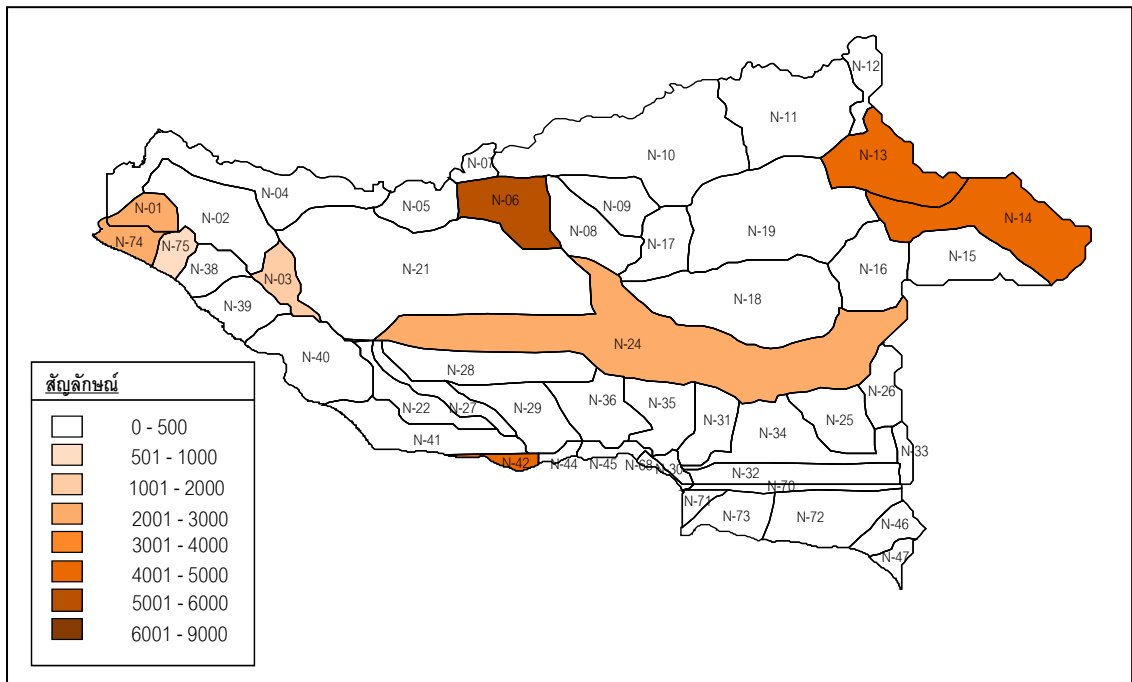 N-12
N-11
N-07
N-10
N-13
N-04
N-01
N-02
N-05
N-06
N-09
N-14
N-74
N-75
N-08
N-17
N-19
N-38
N-03
N-21
N-16
N-15
N-39
N-18
N-24
N-40
N-28
N-26
N-22
N-27
N-29
N-36
N-35
N-31
N-34
N-25
N-41
N-42
N-44
N-45
N-68
N-30
N-32
N-33
N-70
N-71
N-73
N-72
N-46
N-47
สัญลักษณ์
0 - 500
501 - 1000
1001 - 2000
2001 - 3000
3001 - 4000
4001 - 5000
5001 - 6000
6001 - 9000